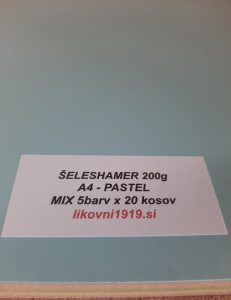 ŠELESHAMER 200g
A4 - PASTEL
MIX 5barv x 20 kosov
likovni1919.si